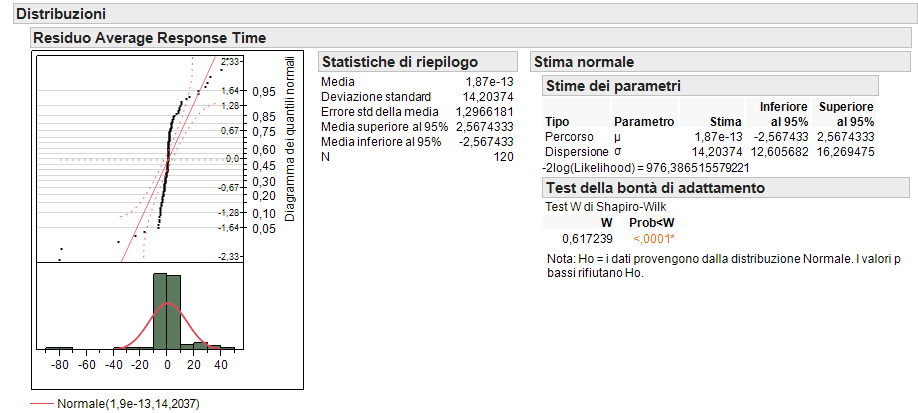 Distribuzioni
Residuo Average Response Time
2,33
1,64
1,28
0,67
0,0
-0,67
-1,28
-1,64
-2,33
0,95
0,85
0,75
0,60
0,45
0,30
0,20
0,10
0,05
Diagramma dei quantili normali
-80 -60 -40 -20 0 20 40
Normale(1,9e-13,14,2037)
Statistiche di riepilogo
Media 1,87e-13
Deviazione standard 14,20374
Errore std della media 1,2966181
Media superiore al 95% 2,5674333
Media inferiore al 95% -2,567433
N 120
Stima normale
Stime dei parametri
Tipo Parametro Stima Inferiore al 95% Superiore al 95%
Percorso μ 1,87e-13 -2,567433 2,5674333
Dispersione σ 14,20374 12,605682 16,269475
-2log(Likelihood) = 976,386515579221
Test della bontà di adattamento
Test W di Shapiro-Wilk
W Prob<W
0,617239 <,0001*
Nota: Ho = i dati provengono dalla distribuzione Normale. I valori p
bassi rifiutano Ho.